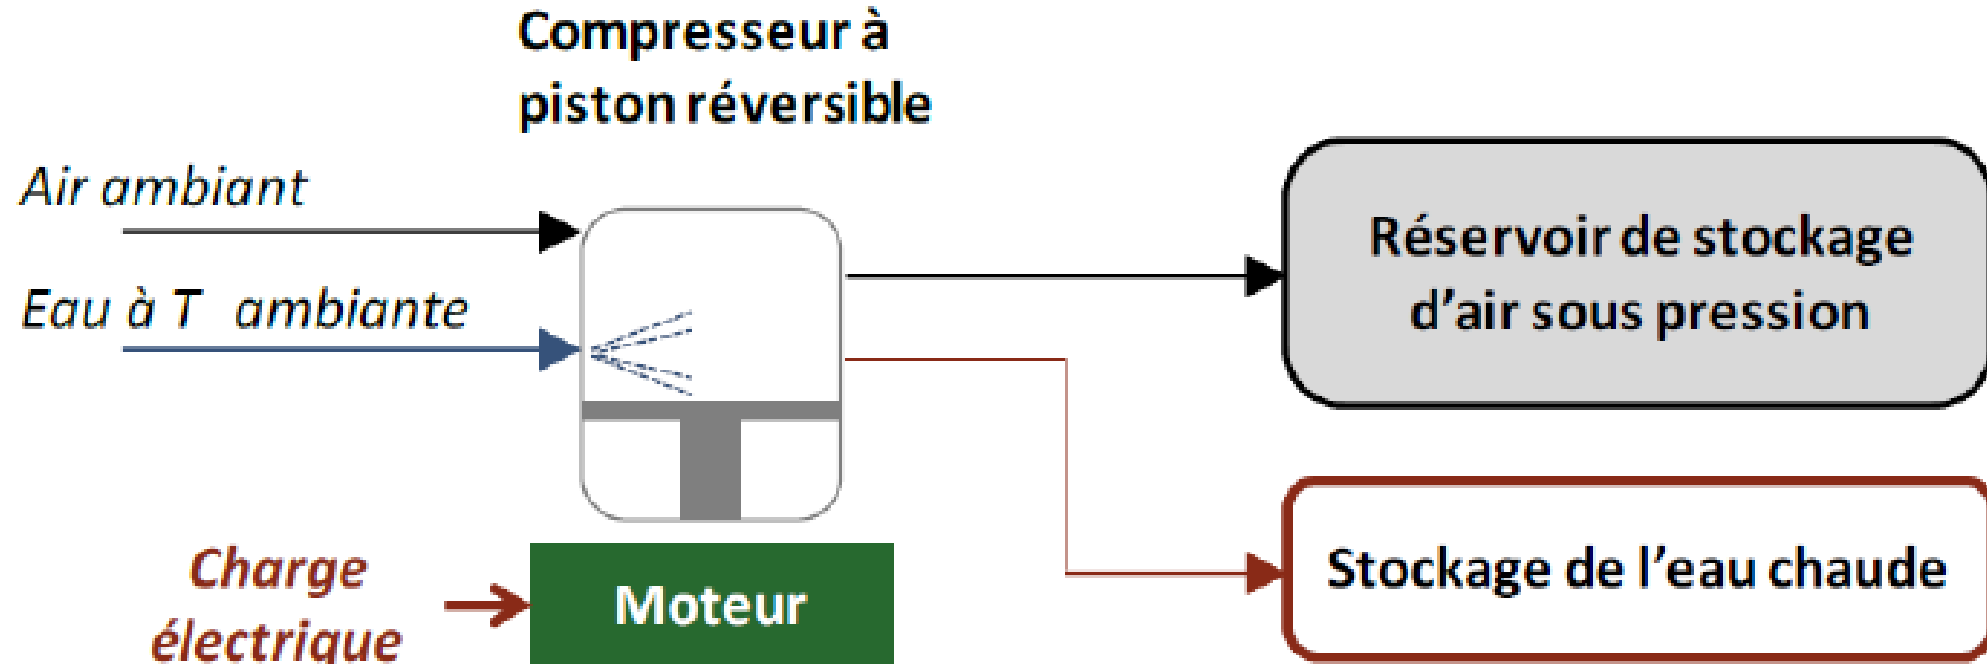 Compresseur à
piston réversible
Air ambiant
Eau à T ambiante
Réservoir de stockage
d'air sous pression
Stockage de l'eau chaude
Charge
électrique
Moteur